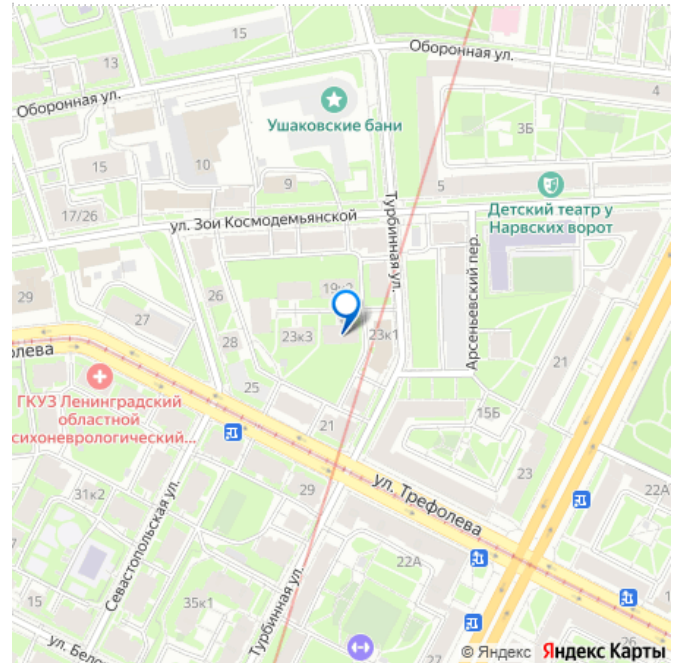 15
Оборонная ул.
13
4
Оборонная ул.
Ушаковские бани
3Б
15
10
9
5
17/26
ул. Зои Космодемьянской
Турбинная ул.
Детский театр у
Нарвских ворот
Арсеньевский пер.
29
26
19к2
27
28
23к3
23к1
олева
21
25
ГКУЗ Ленинградский
областной
сихоневрологический...
15Б
21
23
29
ул. Трефолева
22А
31к2
Севастопольская ул.
22А
15
35к1
Турбинная ул.
26
ул. Бело
© Яндекс Яндекс Карты